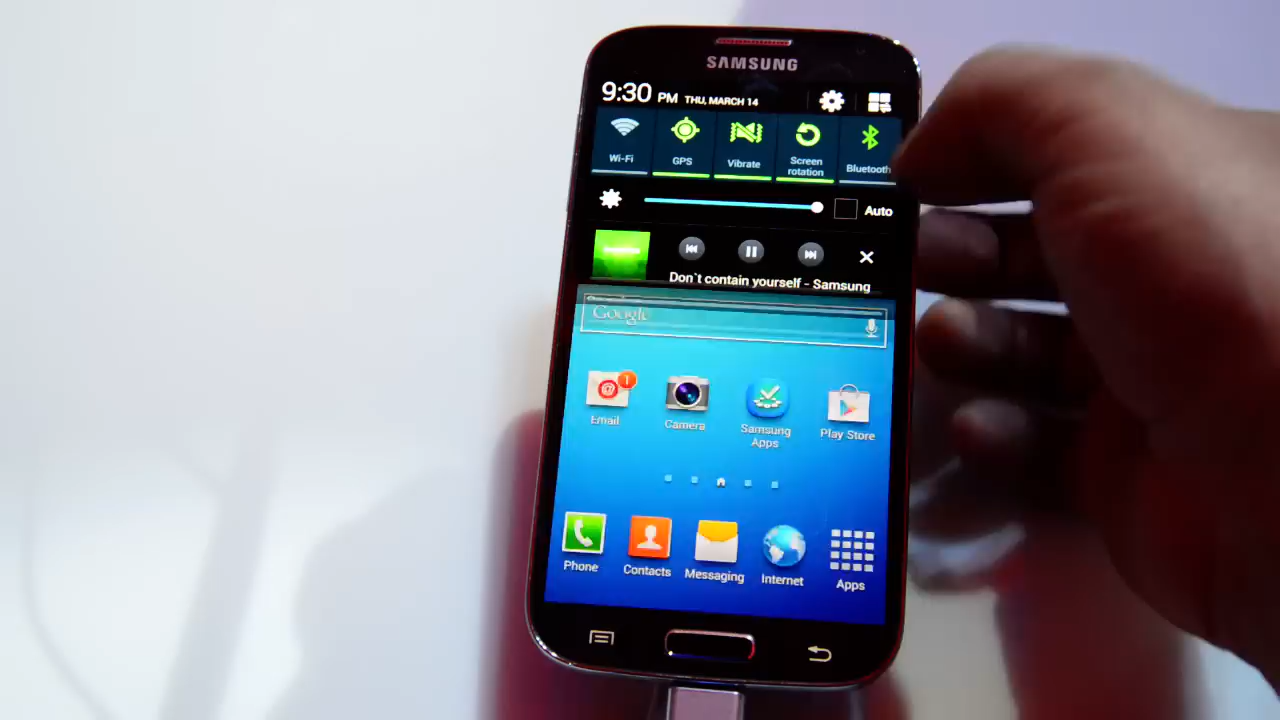 SAMSUNG
9:30 PM THU, MARCH 14
Wi-Fi
GPS
Vibrate
Screen
rotation
Bluetooth
Auto
Don`t contain yourself - Samsung
Google
1
Email
Camera
Samsung
Apps
Play Store
Phone
Contacts
Messaging
Internet
Apps